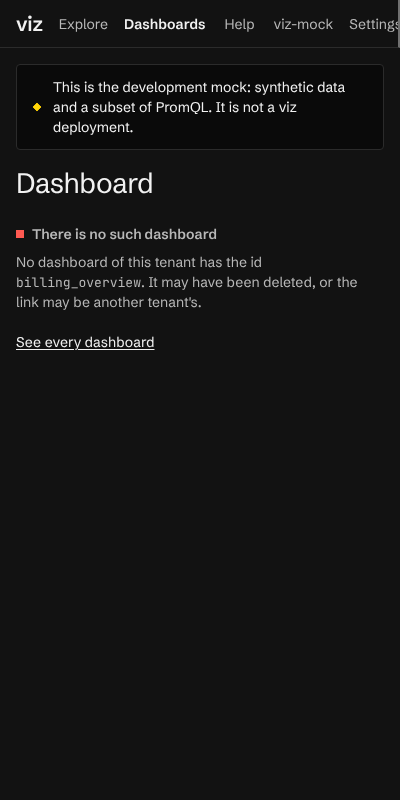 viz Explore Dashboards Help viz-mock Settings
This is the development mock: synthetic data
and a subset of PromQL. It is not a viz
deployment.
Dashboard
There is no such dashboard
No dashboard of this tenant has the id
billing_overview. It may have been deleted, or the
link may be another tenant's.
See every dashboard